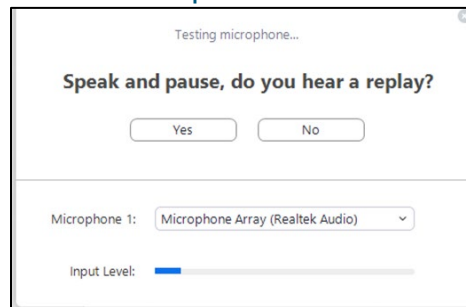 Testing microphone...
Speak and pause, do you hear a replay?
Yes No
Microphone 1: Microphone Array (Realtek Audio)
Input Level: